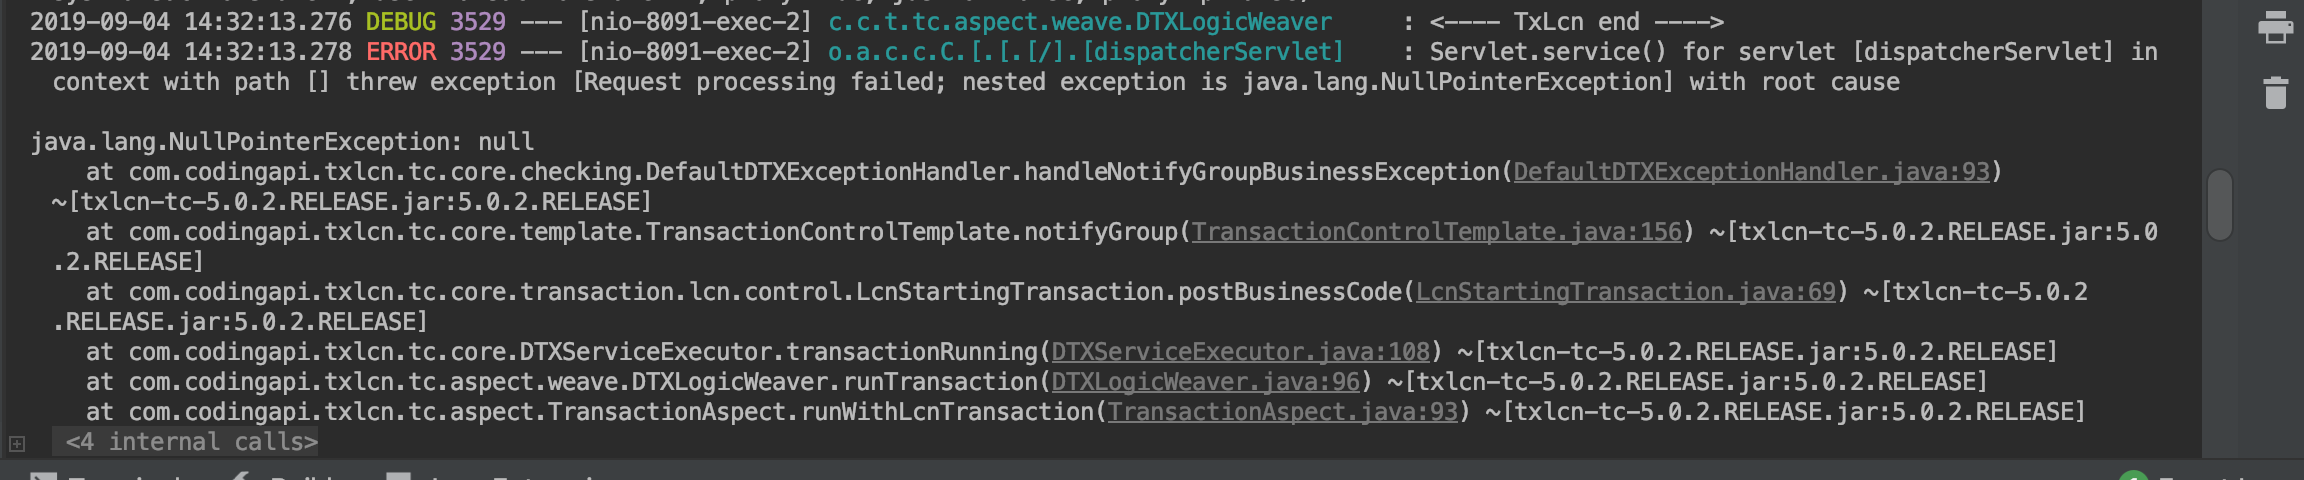 2019-09-04 14:32:13.276 DEBUG 3529 --- [nio-8091-exec-2] c.c.t.tc.aspect.weave.DTXLogicWeaver : <---- TxLcn end ---->
2019-09-04 14:32:13.278 ERROR 3529 --- [nio-8091-exec-2] o.a.c.c.C.[.[.[/].[dispatcherServlet] : Servlet.service() for servlet [dispatcherServlet] in
context with path [] threw exception [Request processing failed; nested exception is java.lang.NullPointerException] with root cause
java.lang.NullPointerException: null
at com.codingapi.txlcn.tc.core.checking.DefaultDTXExceptionHandler.handleNotifyGroupBusinessException(DefaultDTXExceptionHandler.java:93)
~[txlcn-tc-5.0.2.RELEASE.jar:5.0.2.RELEASE]
at com.codingapi.txlcn.tc.core.template.TransactionControlTemplate.notifyGroup(TransactionControlTemplate.java:156) ~[txlcn-tc-5.0.2.RELEASE.jar:5.0
.2.RELEASE]
at com.codingapi.txlcn.tc.core.transaction.lcn.control.LcnStartingTransaction.postBusinessCode(LcnStartingTransaction.java:69) ~[txlcn-tc-5.0.2
.RELEASE.jar:5.0.2.RELEASE]
at com.codingapi.txlcn.tc.core.DTXServiceExecutor.transactionRunning(DTXServiceExecutor.java:108) ~[txlcn-tc-5.0.2.RELEASE.jar:5.0.2.RELEASE]
at com.codingapi.txlcn.tc.aspect.weave.DTXLogicWeaver.runTransaction(DTXLogicWeaver.java:96) ~[txlcn-tc-5.0.2.RELEASE.jar:5.0.2.RELEASE]
at com.codingapi.txlcn.tc.aspect.TransactionAspect.runWithLcnTransaction(TransactionAspect.java:93) ~[txlcn-tc-5.0.2.RELEASE.jar:5.0.2.RELEASE]
<4 internal calls>